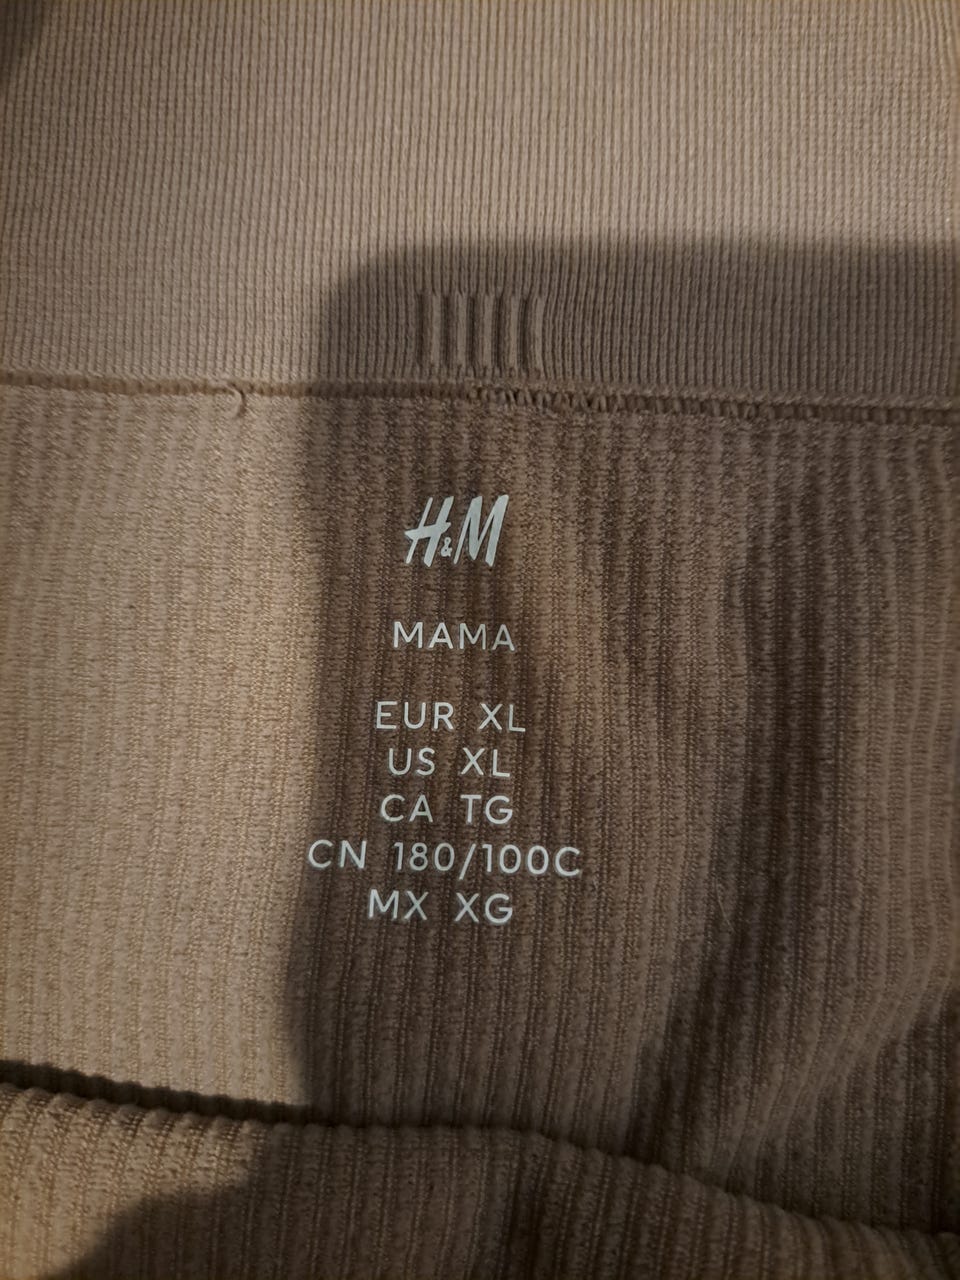 H&M
MAMA
EUR XL
US XL
CA TG
CN 180/100C
MX XG